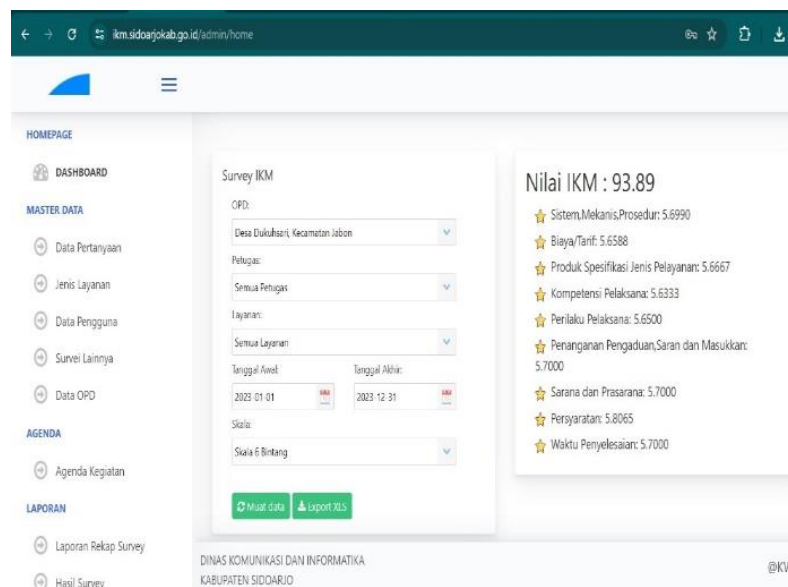 ikm.sidoarjokab.go.id/admin/home
HOMEPAGE
DASHBOARD
MASTER DATA
Data Pertanyaan
Jenis Layanan
Data Pengguna
Survei Lainnya
Data OPD
AGENDA
Agenda Kegiatan
LAPORAN
Laporan Rekap Survey
Hasil Survey
Survey IKM
OPD:
Desa Dukuhsari, Kecamatan Jabon
Petugas:
Semua Petugas
Layanan:
Semua Layanan
Tanggal Awal: Tanggal Akhir:
2023-01-01 2023-12-31
Skala:
Skala 6 Bintang
Muat data Export XLS
Nilai IKM : 93.89
Sistem,Mekanis,Prosedur: 5.6990
Biaya/Tarif: 5.6588
Produk Spesifikasi Jenis Pelayanan: 5.6667
Kompetensi Pelaksana: 5.6333
Perilaku Pelaksana: 5.6500
Penanganan Pengaduan,Saran dan Masukkan:
5.7000
Sarana dan Prasarana: 5.7000
Persyaratan: 5.8065
Waktu Penyelesaian: 5.7000
DINAS KOMUNIKASI DAN INFORMATIKA
KABUPATEN SIDOARJO